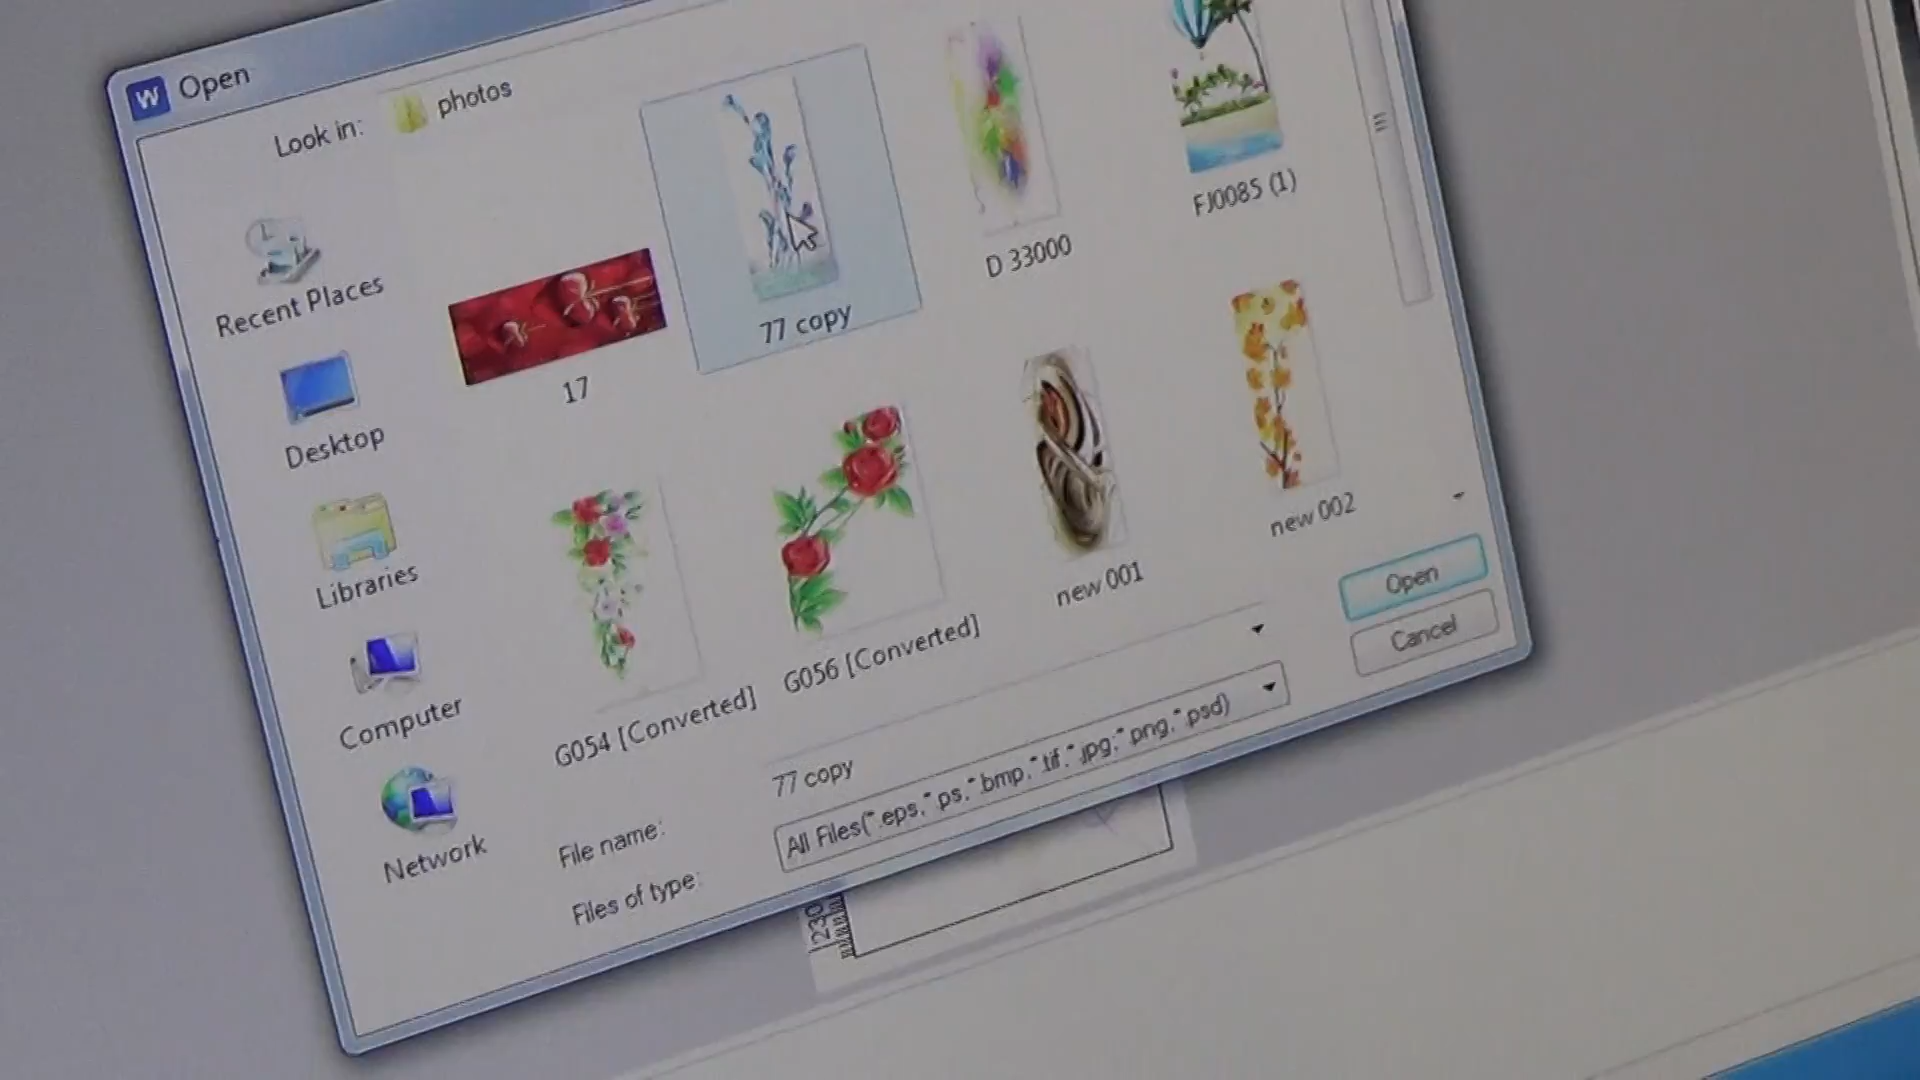 W Open
Look in: photos
Recent Places
Desktop
Libraries
Computer
Network
17
77 copy
D 33000
FJ0085 (1)
G054 [Converted]
G056 [Converted]
new 001
new 002
File name: 77 copy
Files of type: All Files(*.eps,*.ps,*.bmp,*.tif,*.jpg;*.png,*.psd)
Open
Cancel
230